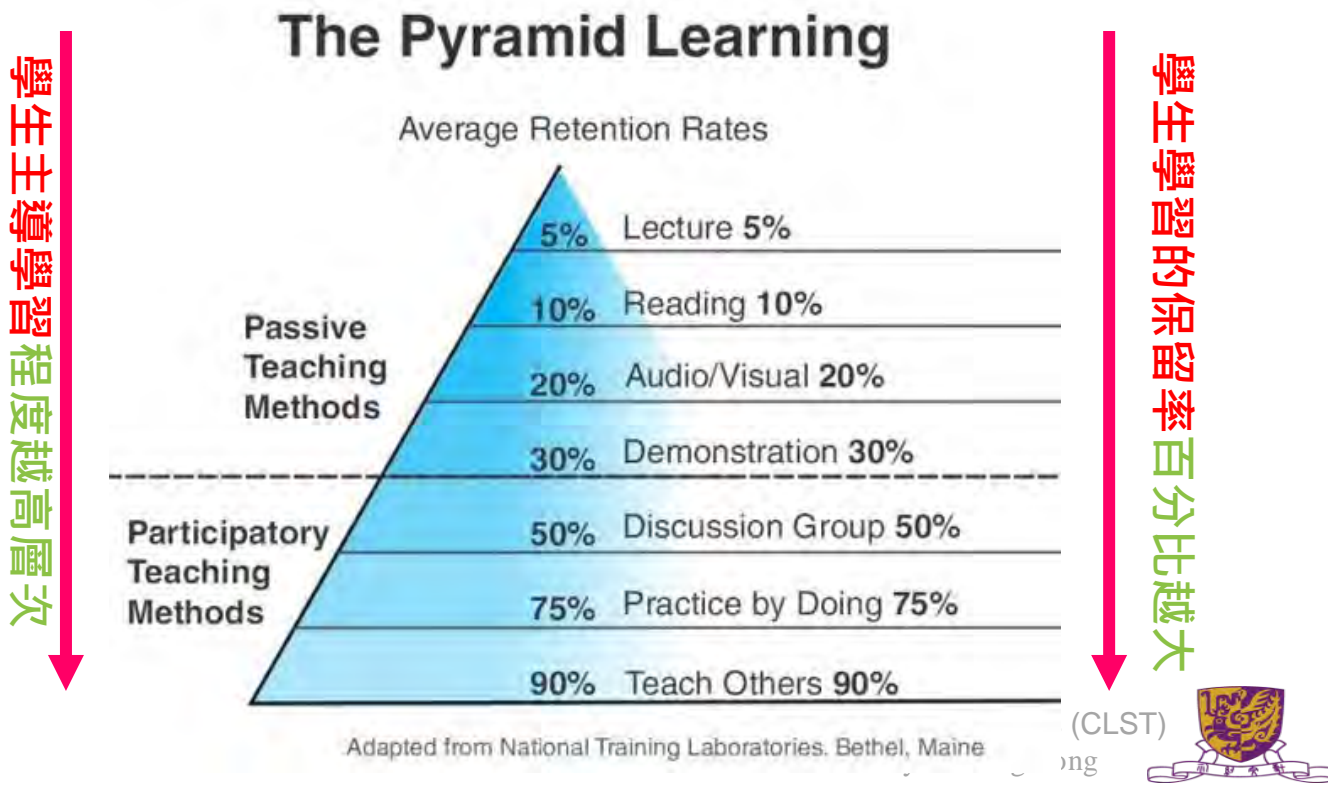 The Pyramid Learning
Average Retention Rates
學生主導學習程度越高層次
學生學習的保留率百分比越大
5% Lecture 5%
10% Reading 10%
Passive
Teaching
Methods
20% Audio/Visual 20%
30% Demonstration 30%
Participatory
Teaching
Methods
50% Discussion Group 50%
75% Practice by Doing 75%
90% Teach Others 90%
Adapted from National Training Laboratories. Bethel, Maine
(CLST)